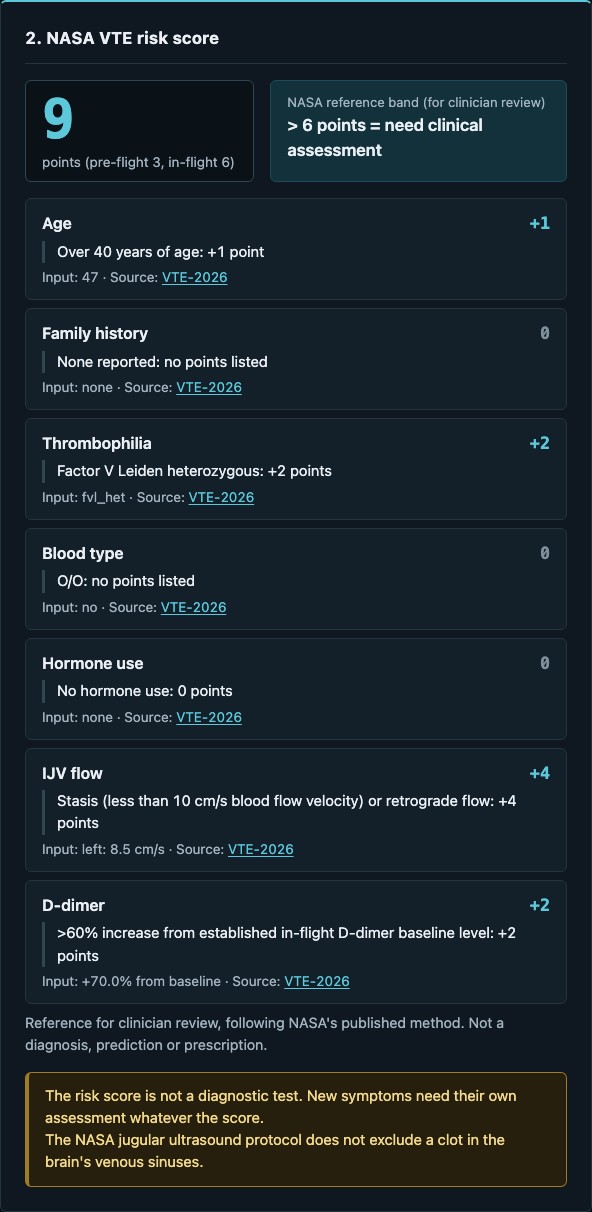 2. NASA VTE risk score
9
points (pre-flight 3, in-flight 6)
NASA reference band (for clinician review)
> 6 points = need clinical
assessment
Age
+1
Over 40 years of age: +1 point
Input: 47 · Source: VTE-2026
Family history
0
None reported: no points listed
Input: none · Source: VTE-2026
Thrombophilia
+2
Factor V Leiden heterozygous: +2 points
Input: fvl_het · Source: VTE-2026
Blood type
0
O/O: no points listed
Input: no · Source: VTE-2026
Hormone use
0
No hormone use: 0 points
Input: none · Source: VTE-2026
IJV flow
+4
Stasis (less than 10 cm/s blood flow velocity) or retrograde flow: +4
points
Input: left: 8.5 cm/s · Source: VTE-2026
D-dimer
+2
>60% increase from established in-flight D-dimer baseline level: +2
points
Input: +70.0% from baseline · Source: VTE-2026
Reference for clinician review, following NASA's published method. Not a
diagnosis, prediction or prescription.
The risk score is not a diagnostic test. New symptoms need their own
assessment whatever the score.
The NASA jugular ultrasound protocol does not exclude a clot in the
brain's venous sinuses.